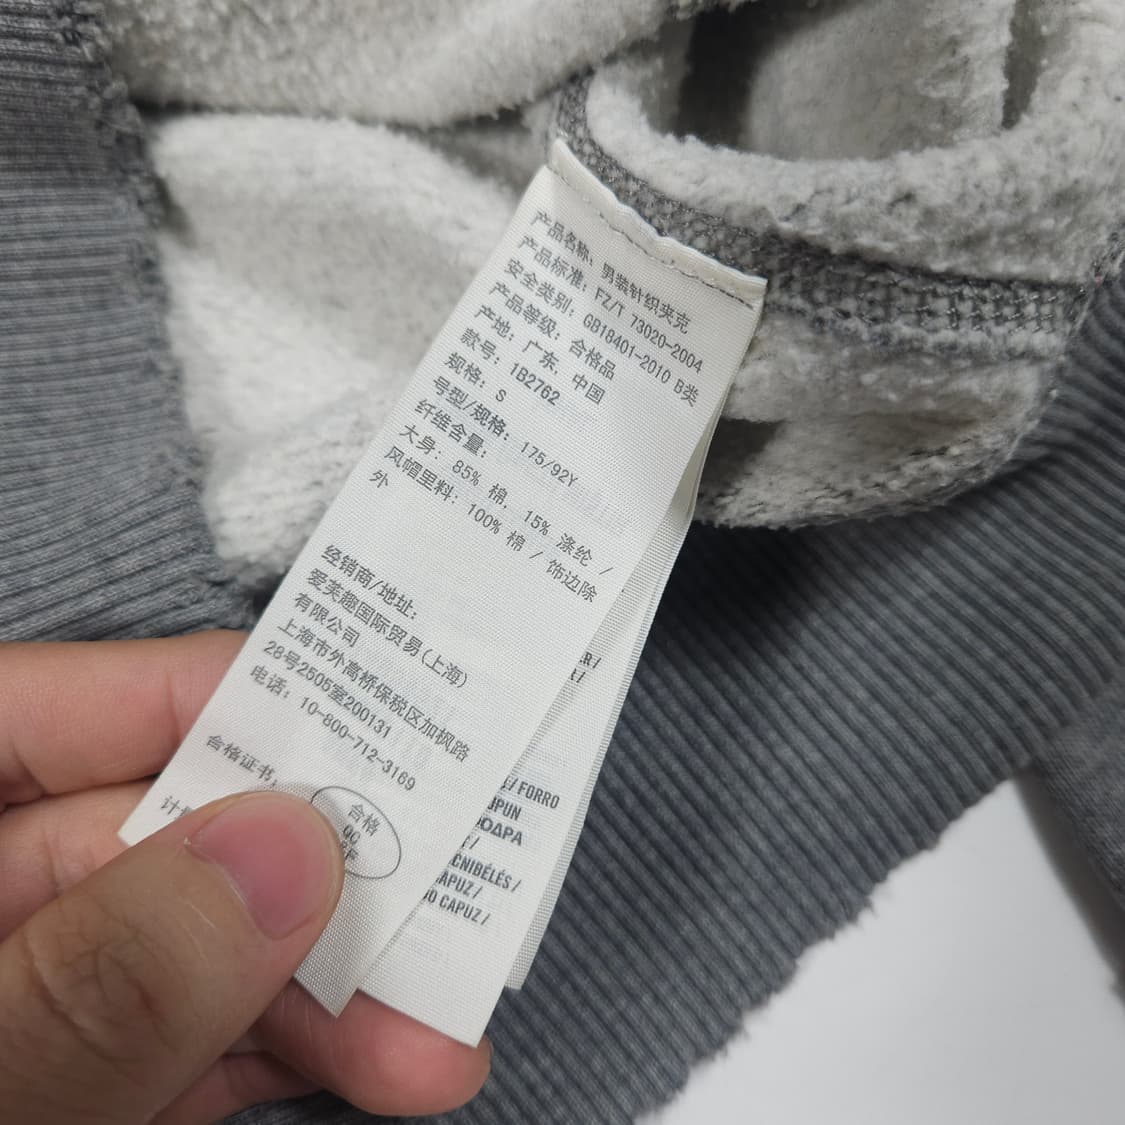 产品名称: 男装针织夹克
产品标准: FZ/T 73020-2004
安全类别: GB18401-2010 B类
产品等级: 合格品
产地: 广东, 中国
款号: 1B2762
规格: S
号型/规格: 175/92Y
纤维含量:
大身: 85% 棉, 15% 涤纶 /
风帽里料: 100% 棉 / 饰边除
外
经销商/地址:
爱芙趣国际贸易(上海)
有限公司
上海市外高桥保税区加枫路
28号2505室200131
电话: 10-800-712-3169
合格证书:
合格
QC
/ FORRO
CNIBÉLÉS /
CAPUZ /